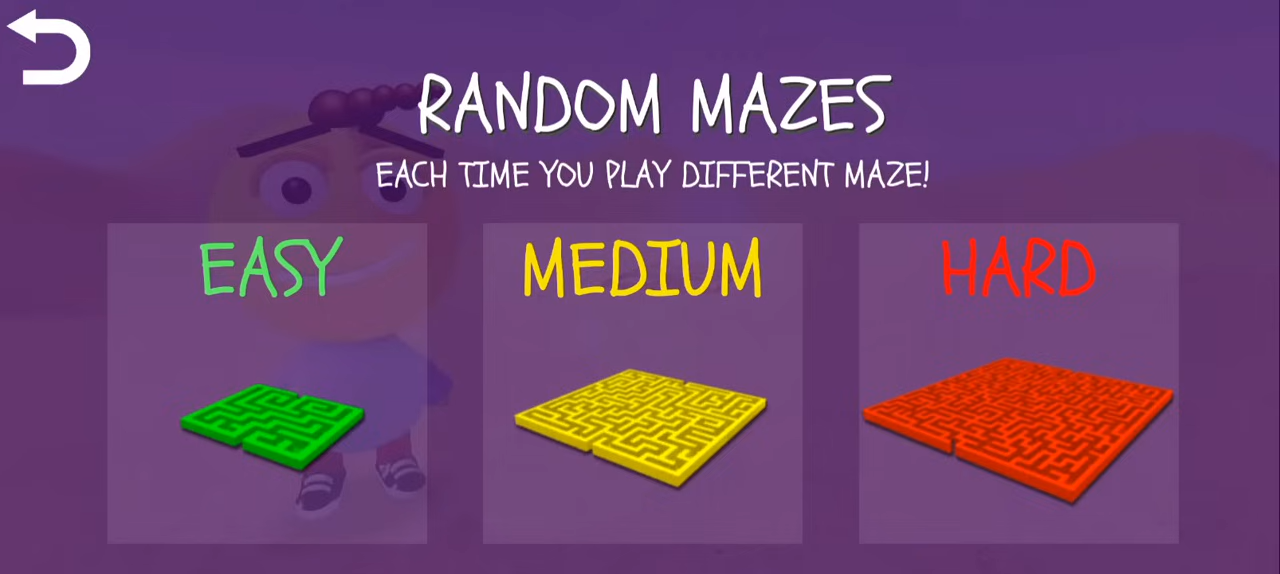 RANDOM MAZES
EACH TIME YOU PLAY DIFFERENT MAZE!
EASY
MEDIUM
HARD